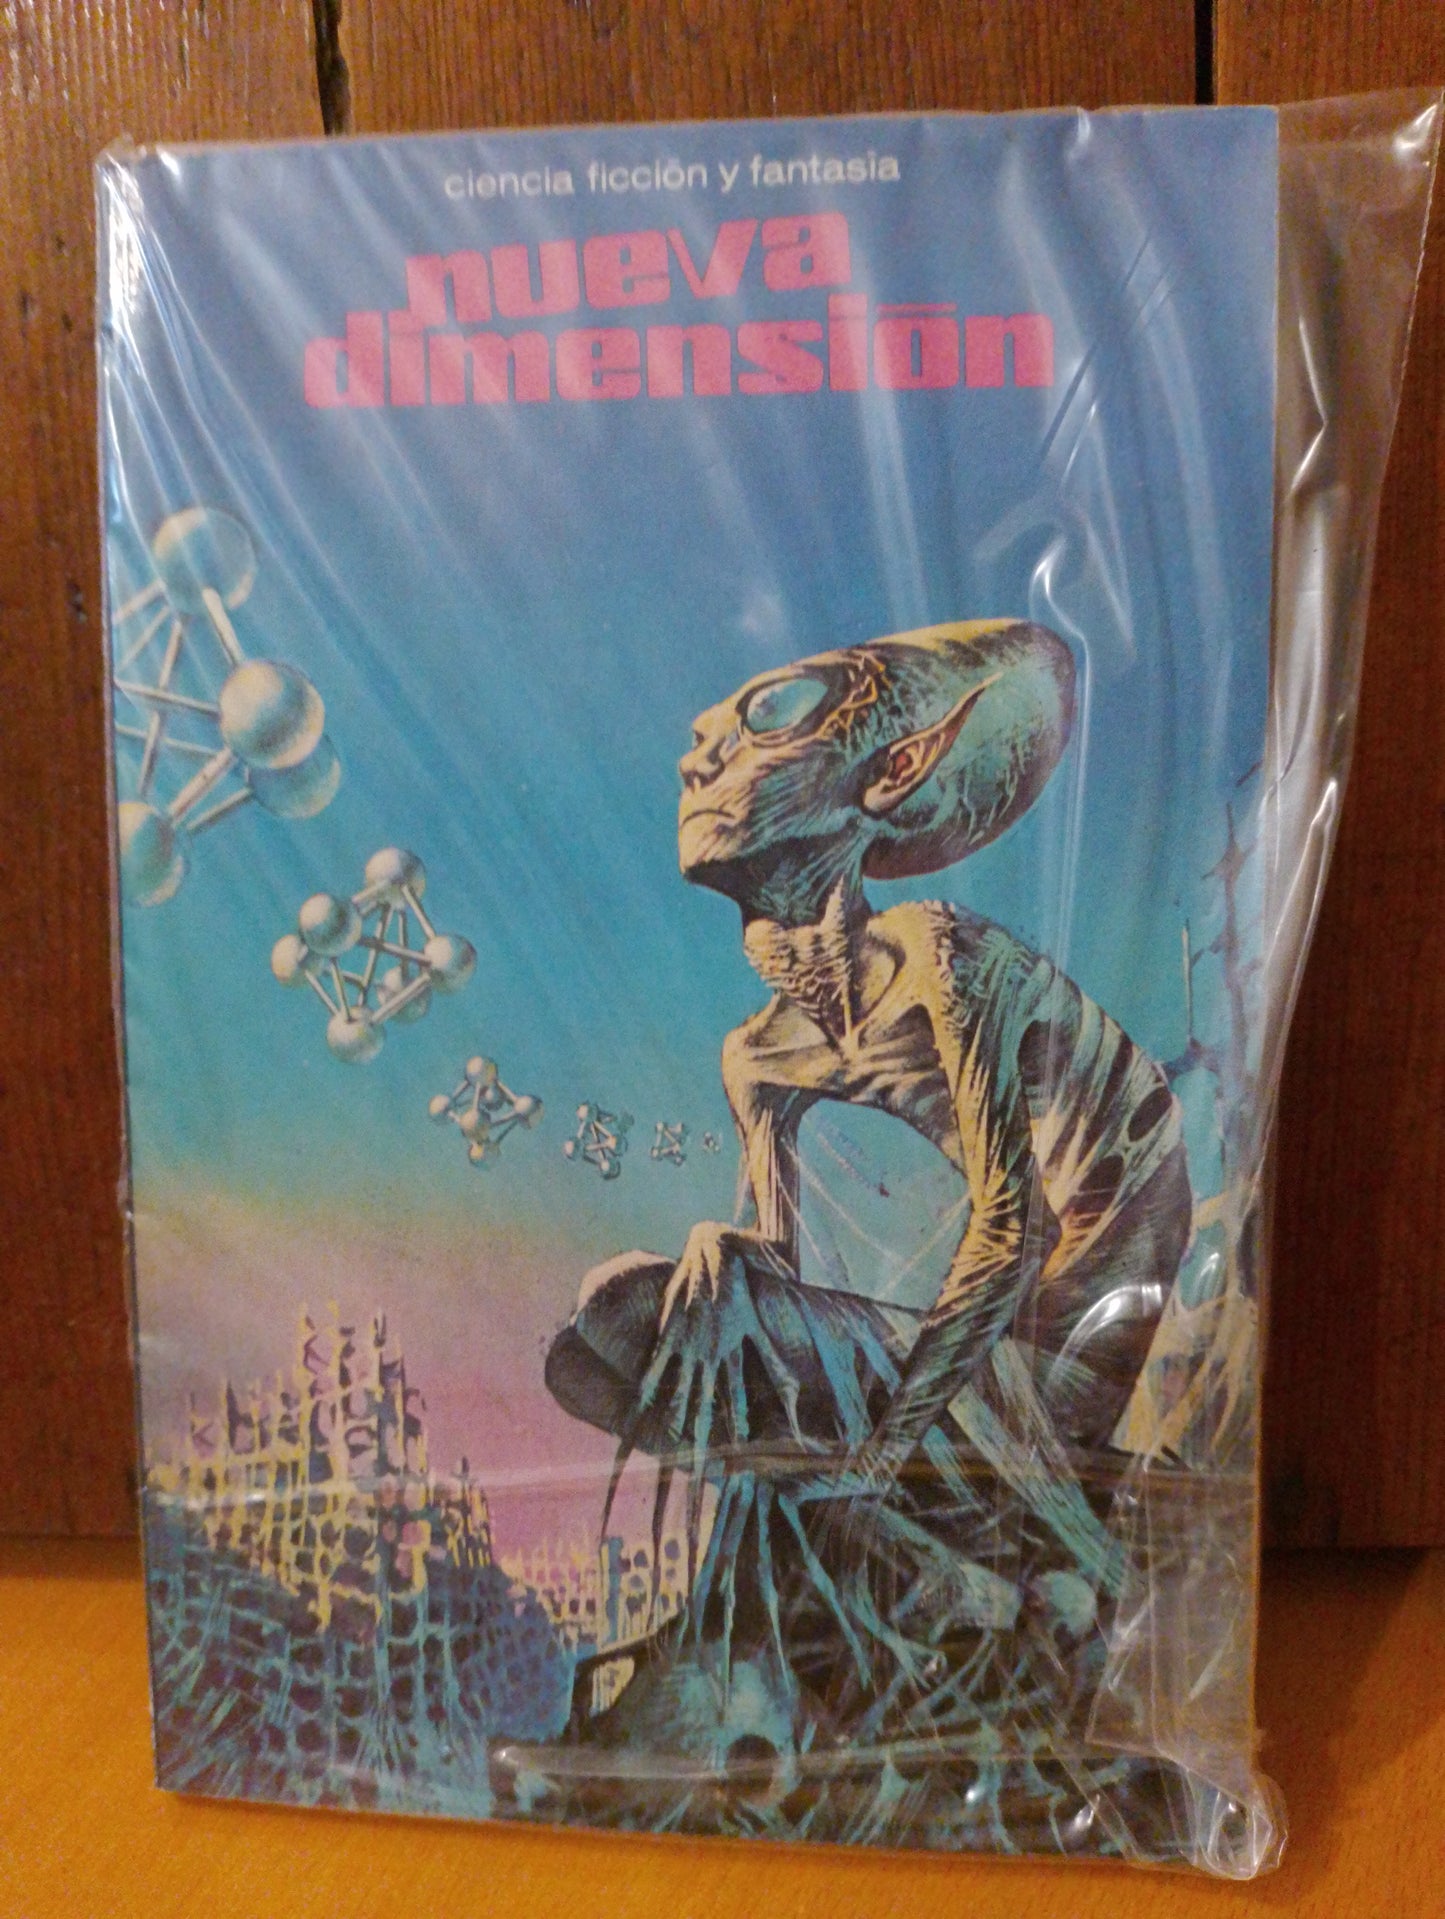 ciencia ficción y fantasía
nueva
dimensión